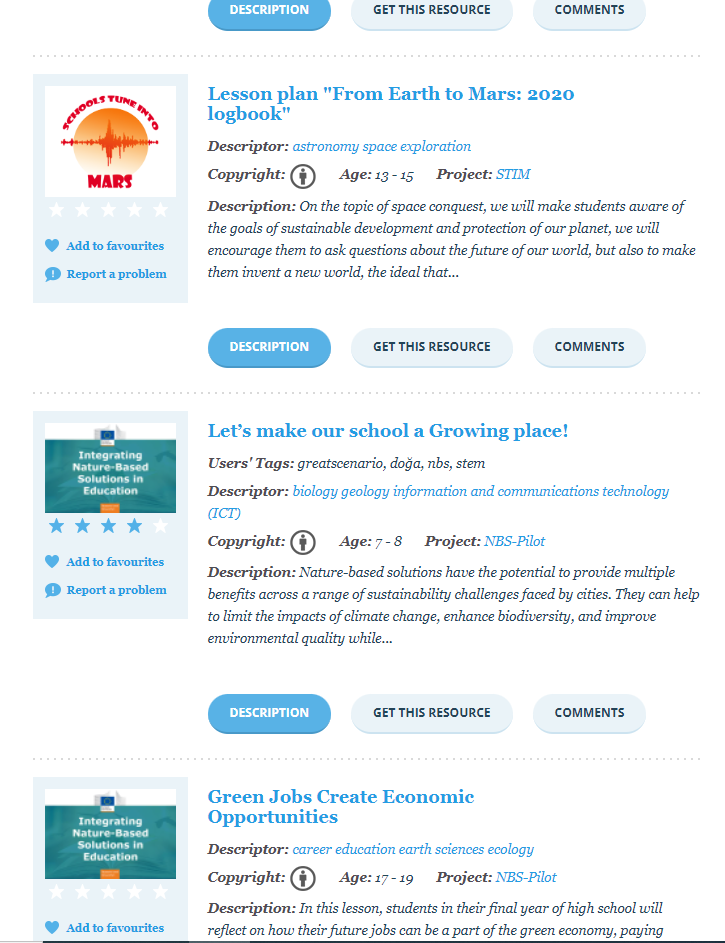 DESCRIPTION GET THIS RESOURCE COMMENTS
SCHOOLS TUNE INTO
MARS
Add to favourites
Report a problem
Lesson plan "From Earth to Mars: 2020
logbook"
Descriptor: astronomy space exploration
Copyright: Age: 13 - 15 Project: STIM
Description: On the topic of space conquest, we will make students aware of
the goals of sustainable development and protection of our planet, we will
encourage them to ask questions about the future of our world, but also to make
them invent a new world, the ideal that...
DESCRIPTION GET THIS RESOURCE COMMENTS
Integrating
Nature-Based
Solutions in
Education
Add to favourites
Report a problem
Let’s make our school a Growing place!
Users' Tags: greatscenario, doğa, nbs, stem
Descriptor: biology geology information and communications technology
(ICT)
Copyright: Age: 7 - 8 Project: NBS-Pilot
Description: Nature-based solutions have the potential to provide multiple
benefits across a range of sustainability challenges faced by cities. They can help
to limit the impacts of climate change, enhance biodiversity, and improve
environmental quality while...
DESCRIPTION GET THIS RESOURCE COMMENTS
Integrating
Nature-Based
Solutions in
Education
Add to favourites
Green Jobs Create Economic
Opportunities
Descriptor: career education earth sciences ecology
Copyright: Age: 17 - 19 Project: NBS-Pilot
Description: In this lesson, students in their final year of high school will
reflect on how their future jobs can be a part of the green economy, paying